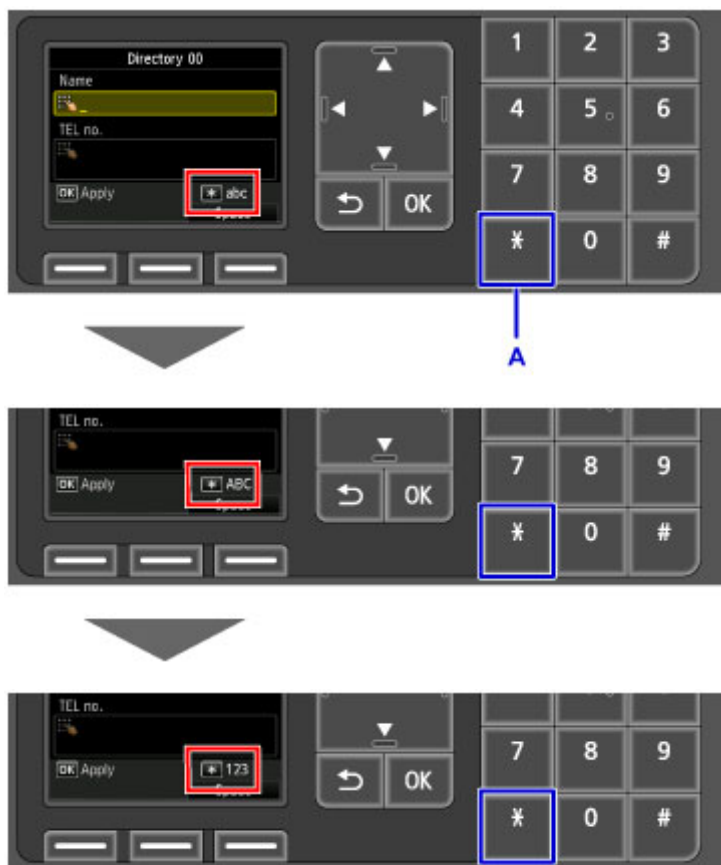 Directory 00
Name
TEL no.
OK Apply
* abc
OK
1 2 3
4 5 6
7 8 9
* 0 #
A
TEL no.
OK Apply
* ABC
OK
7 8 9
* 0 #
TEL no.
OK Apply
* 123
OK
7 8 9
* 0 #